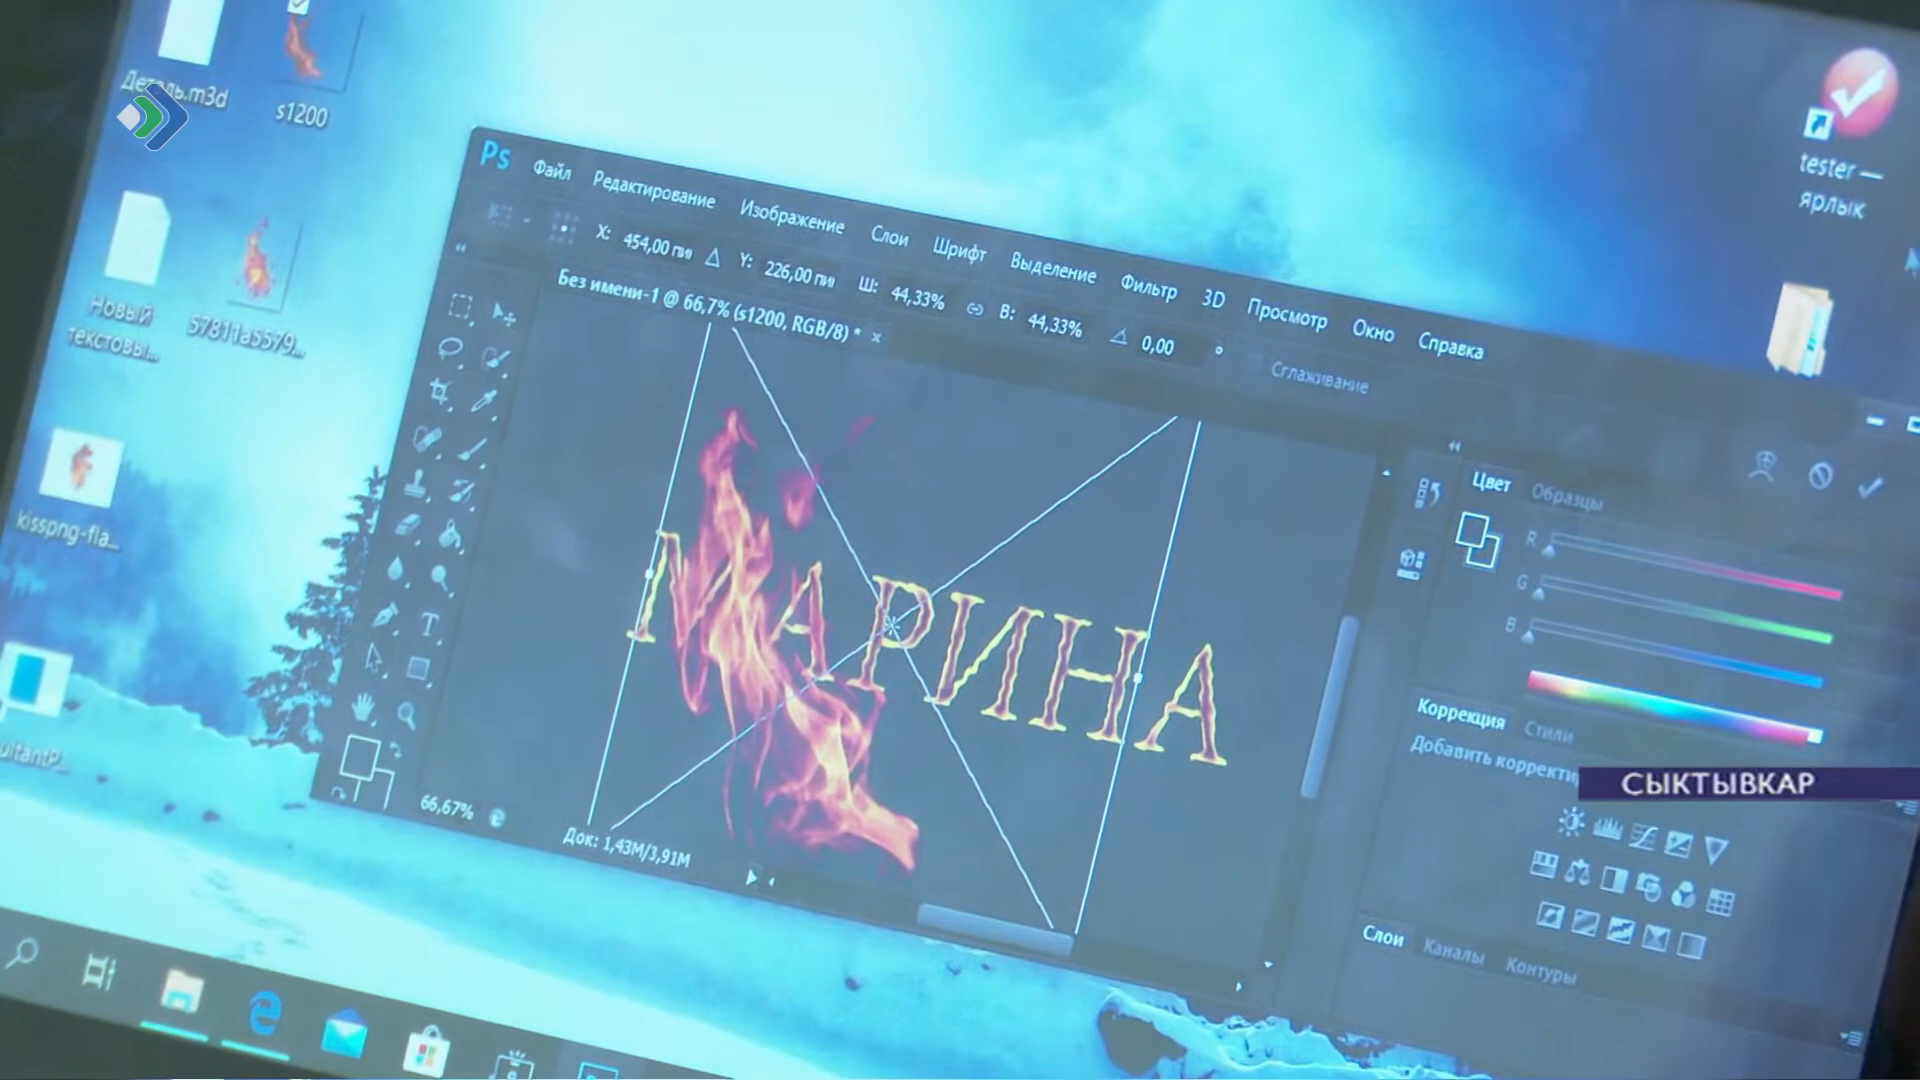 Деталь.m3d
s1200
Новый
текстовы...
57811a5579...
kisspng-fla...
tester —
ярлык
Ps
Файл Редактирование Изображение Слои Шрифт Выделение Фильтр 3D Просмотр Окно Справка
X: 454,00 пи Y: 226,00 пи Ш: 44,33% В: 44,33% 0,00 Сглаживание
Без имени-1 @ 66,7% (s1200, RGB/8) * x
МАРИНА
66,67%
Док: 1,43M/3,91M
Цвет Образцы
R
G
B
Коррекция Стили
Добавить корректи
СЫКТЫВКАР
Слои Каналы Контуры